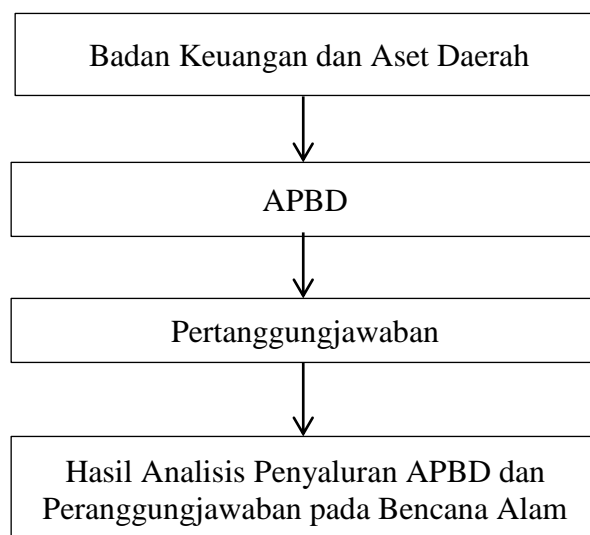 Badan Keuangan dan Aset Daerah
APBD
Pertanggungjawaban
Hasil Analisis Penyaluran APBD dan
Peranggungjawaban pada Bencana Alam